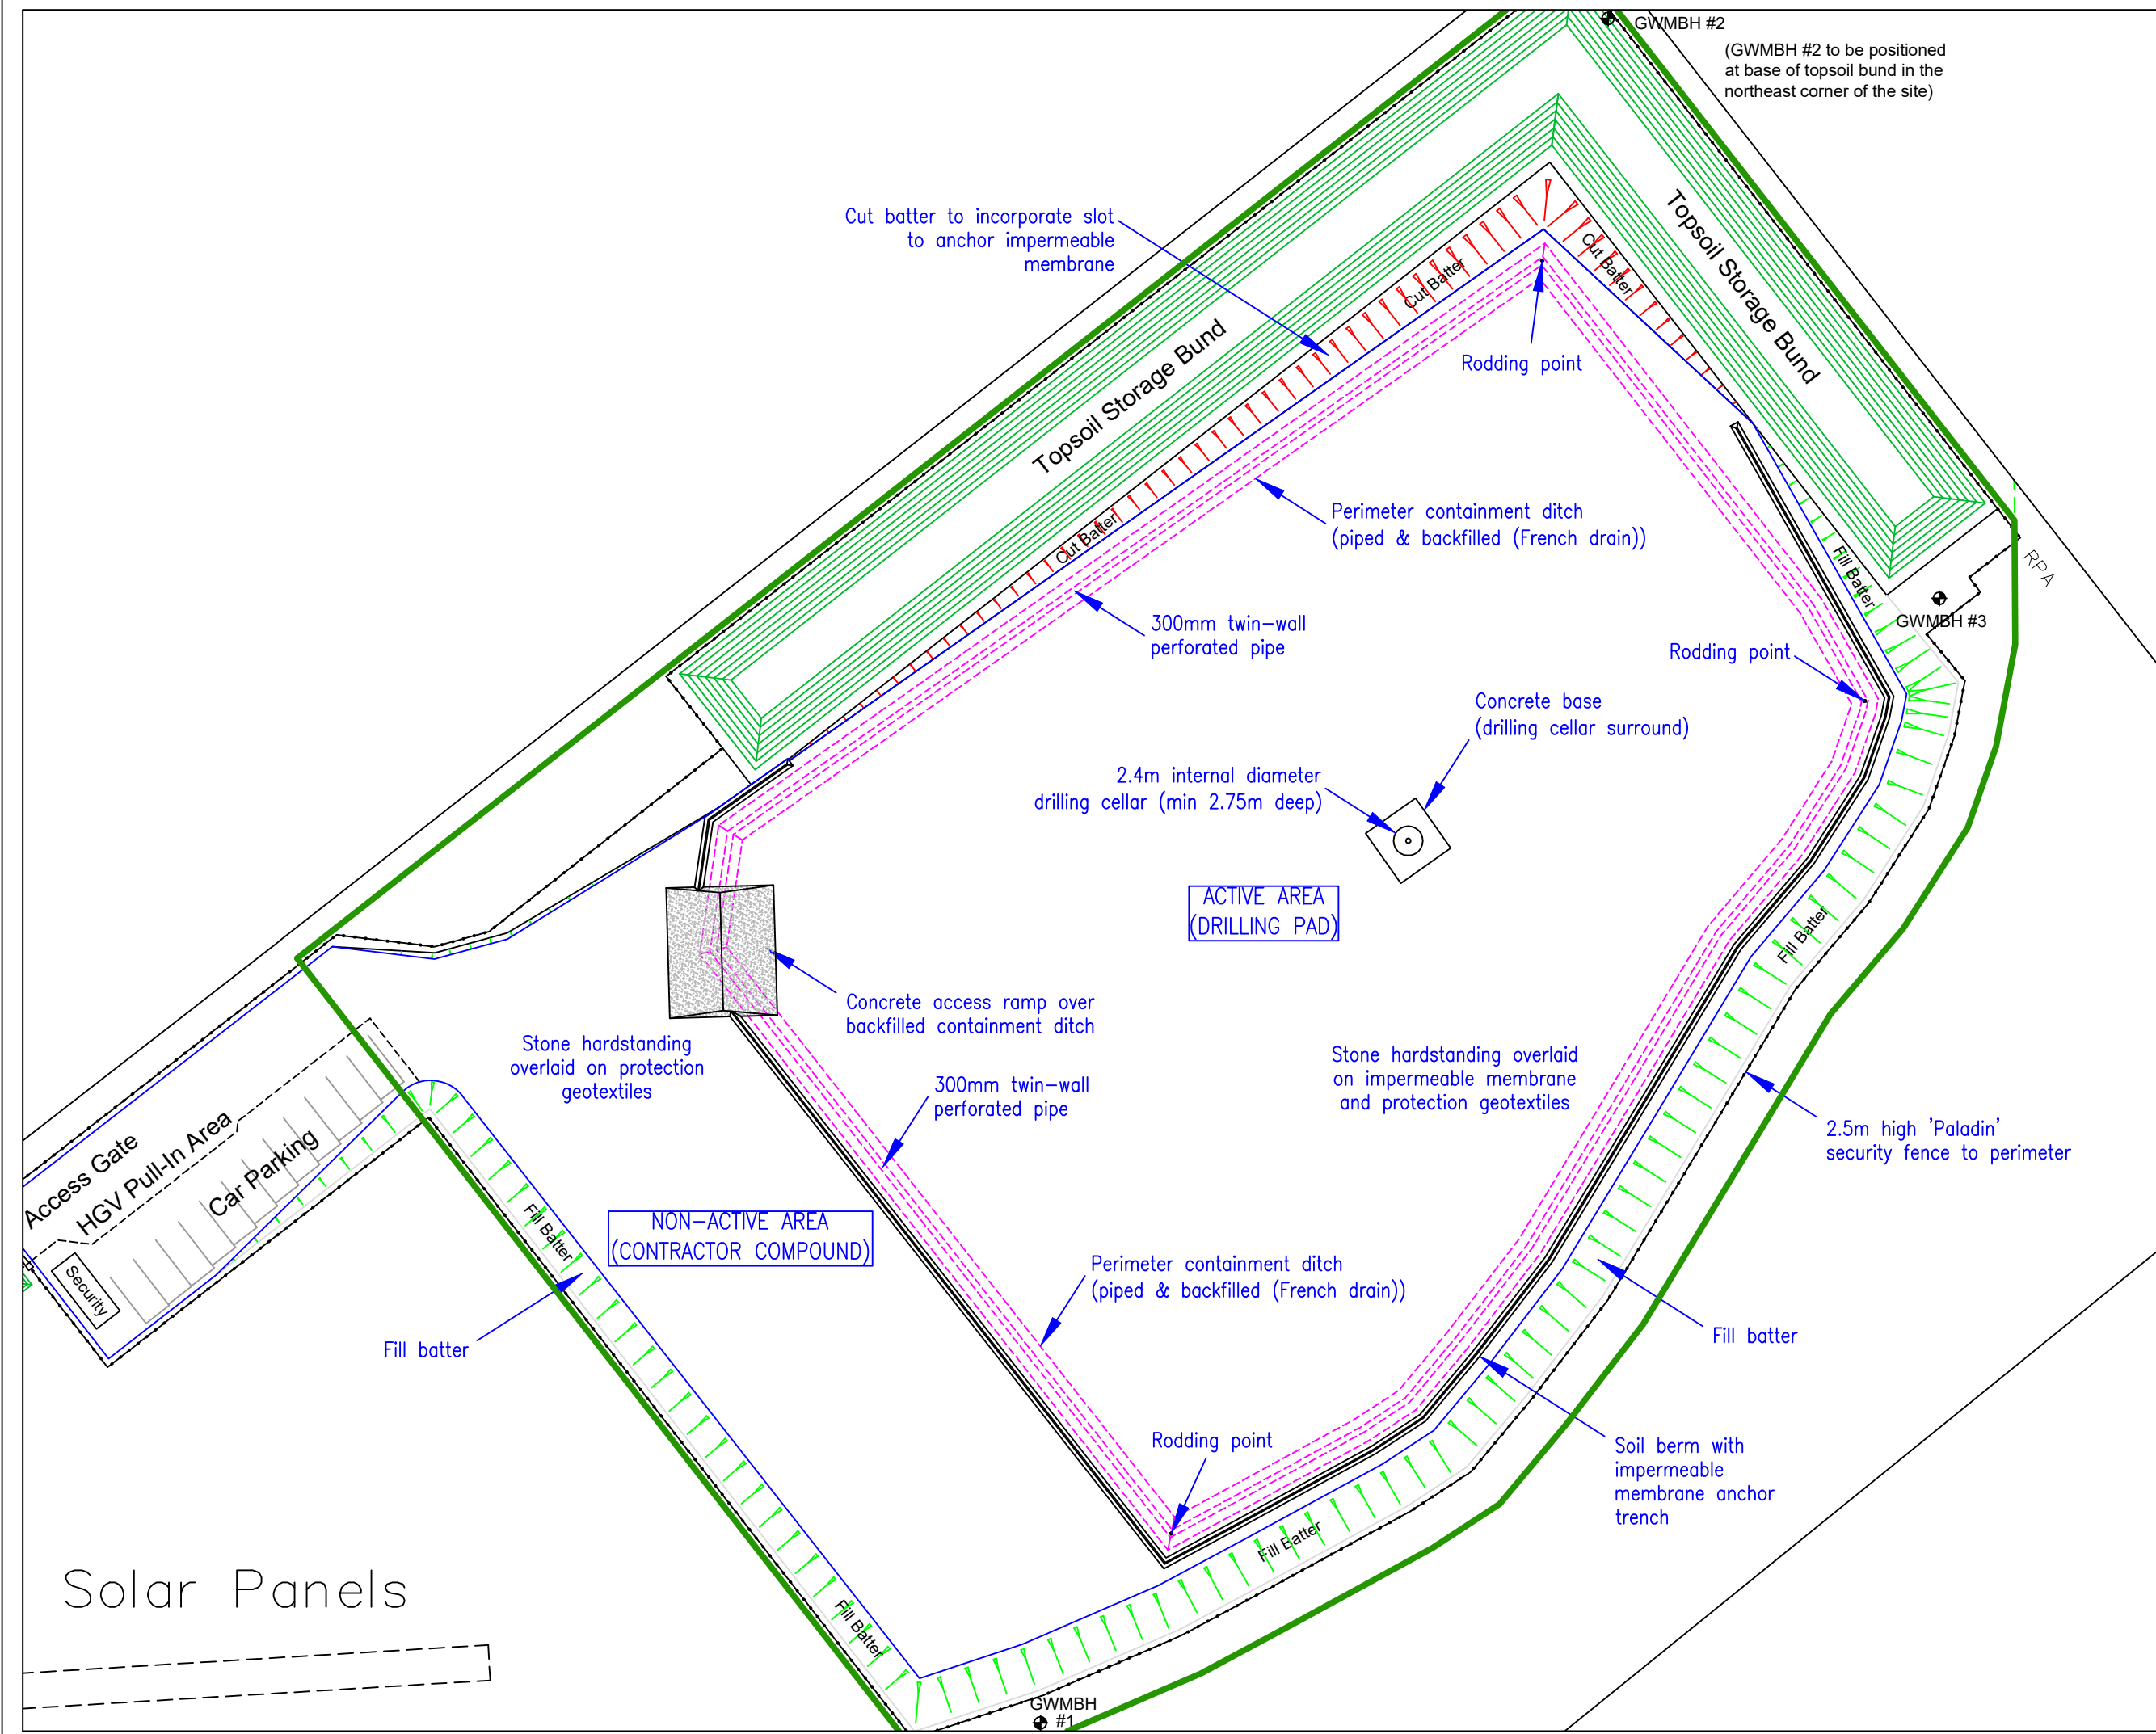 GWMBH #2
(GWMBH #2 to be positioned
at base of topsoil bund in the
northeast corner of the site)
Cut batter to incorporate slot
to anchor impermeable
membrane
Topsoil Storage Bund
Topsoil Storage Bund
Cut Batter
Cut Batter
Cut Batter
Rodding point
Perimeter containment ditch
(piped & backfilled (French drain))
300mm twin-wall
perforated pipe
Fill Batter
RPA
GWMBH #3
Rodding point
Concrete base
(drilling cellar surround)
2.4m internal diameter
drilling cellar (min 2.75m deep)
ACTIVE AREA
(DRILLING PAD)
Fill Batter
Concrete access ramp over
backfilled containment ditch
Stone hardstanding
overlaid on protection
geotextiles
Stone hardstanding overlaid
on impermeable membrane
and protection geotextiles
300mm twin-wall
perforated pipe
2.5m high 'Paladin'
security fence to perimeter
Access Gate
HGV Pull-In Area
Car Parking
Security
Fill Batter
NON-ACTIVE AREA
(CONTRACTOR COMPOUND)
Perimeter containment ditch
(piped & backfilled (French drain))
Fill batter
Fill batter
Rodding point
Soil berm with
impermeable
membrane anchor
trench
Fill Batter
Solar Panels
Fill Batter
GWMBH
#1